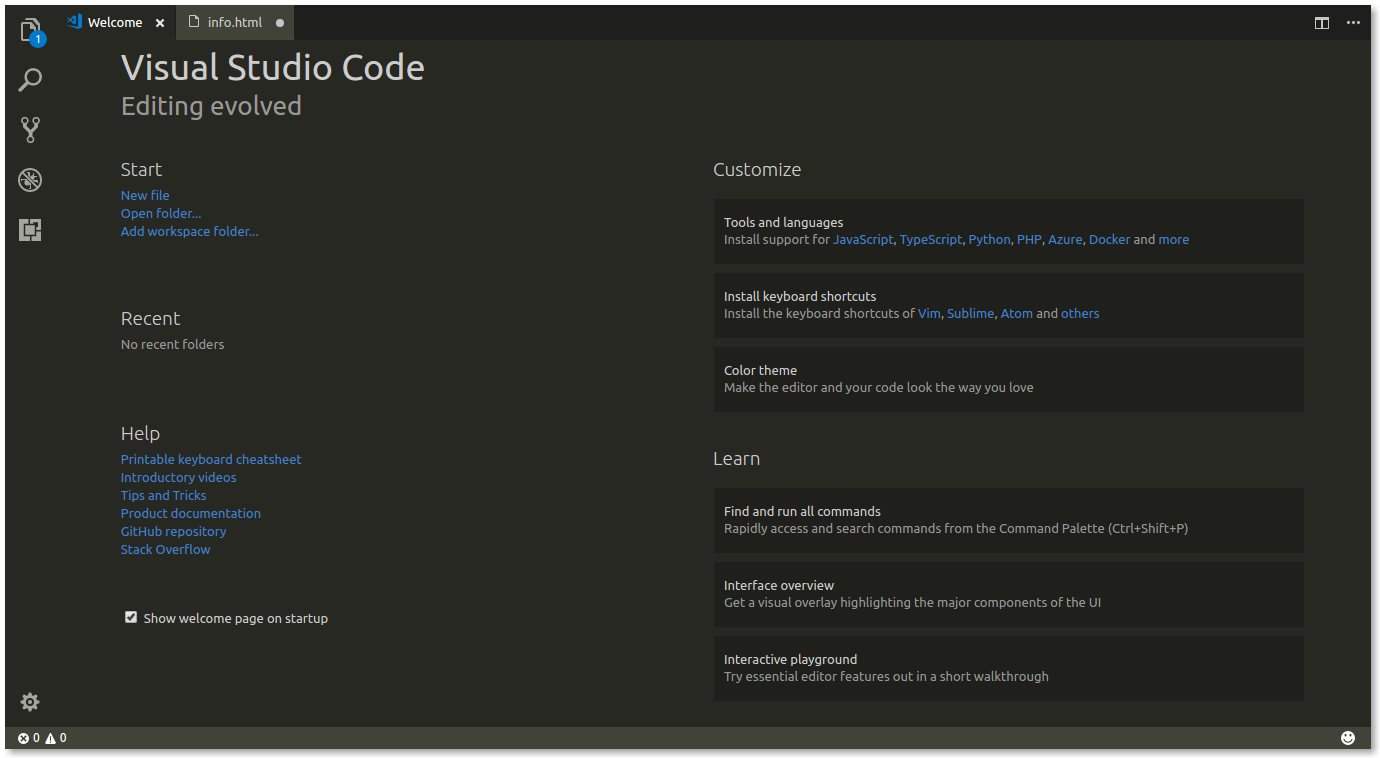 Welcome
info.html
1
Visual Studio Code
Editing evolved
Start
New file
Open folder...
Add workspace folder...
Recent
No recent folders
Help
Printable keyboard cheatsheet
Introductory videos
Tips and Tricks
Product documentation
GitHub repository
Stack Overflow
Show welcome page on startup
Customize
Tools and languages
Install support for JavaScript, TypeScript, Python, PHP, Azure, Docker and more
Install keyboard shortcuts
Install the keyboard shortcuts of Vim, Sublime, Atom and others
Color theme
Make the editor and your code look the way you love
Learn
Find and run all commands
Rapidly access and search commands from the Command Palette (Ctrl+Shift+P)
Interface overview
Get a visual overlay highlighting the major components of the UI
Interactive playground
Try essential editor features out in a short walkthrough
0 0